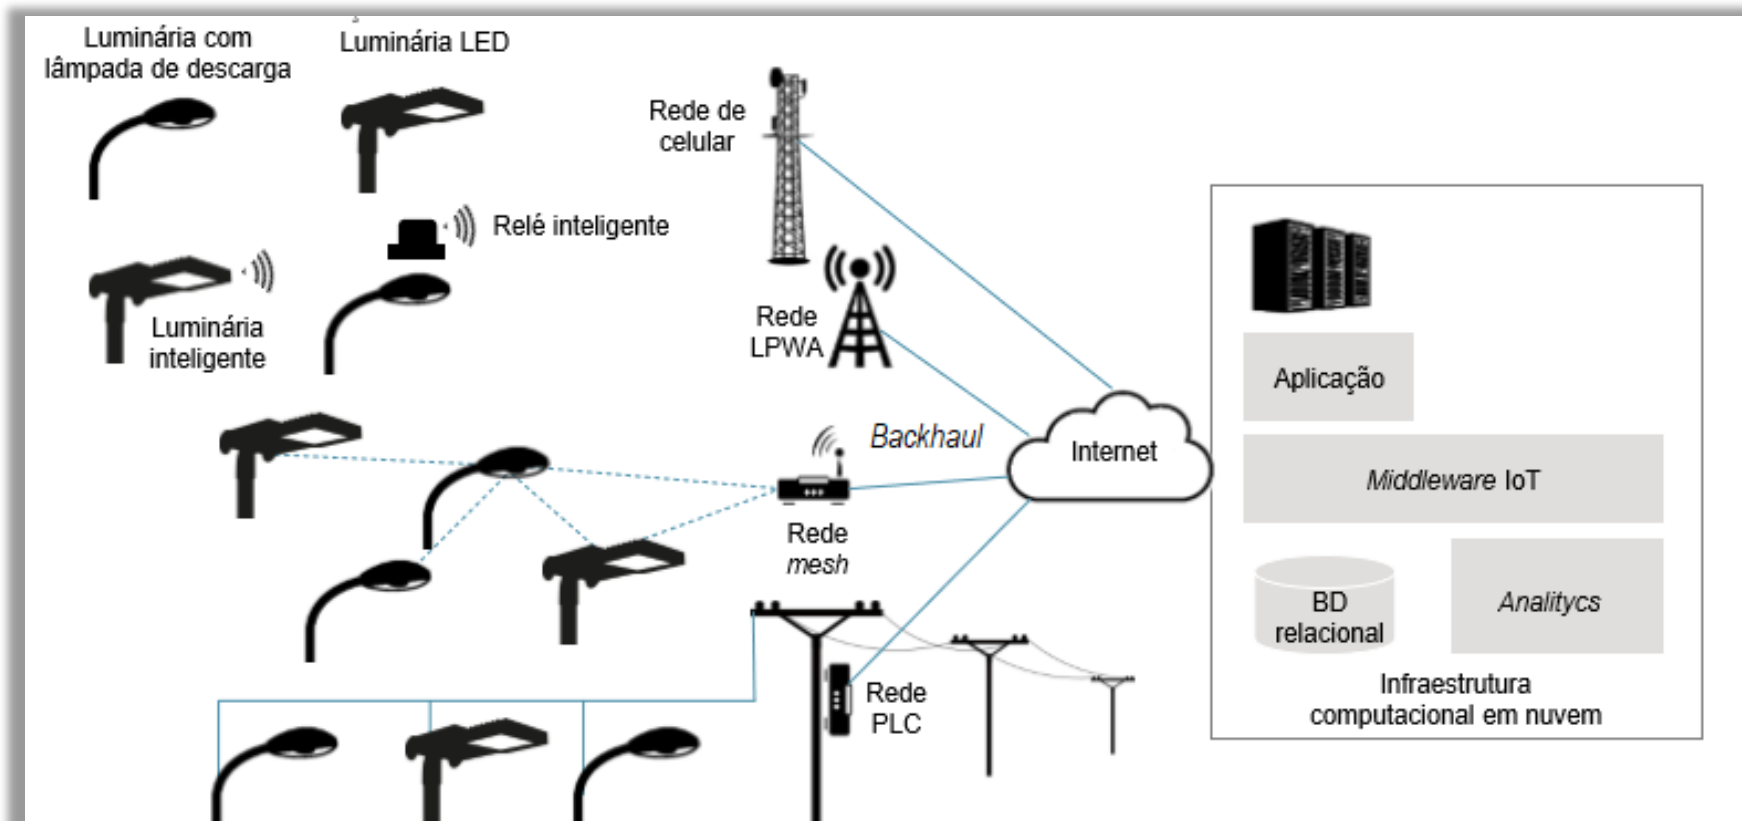 Luminária com
lâmpada de descarga
Luminária LED
Rede de
celular
Relé inteligente
Luminária
inteligente
Rede
LPWA
Backhaul
Internet
Rede
mesh
Rede
PLC
Aplicação
Middleware IoT
BD
relacional
Analitycs
Infraestrutura
computacional em nuvem